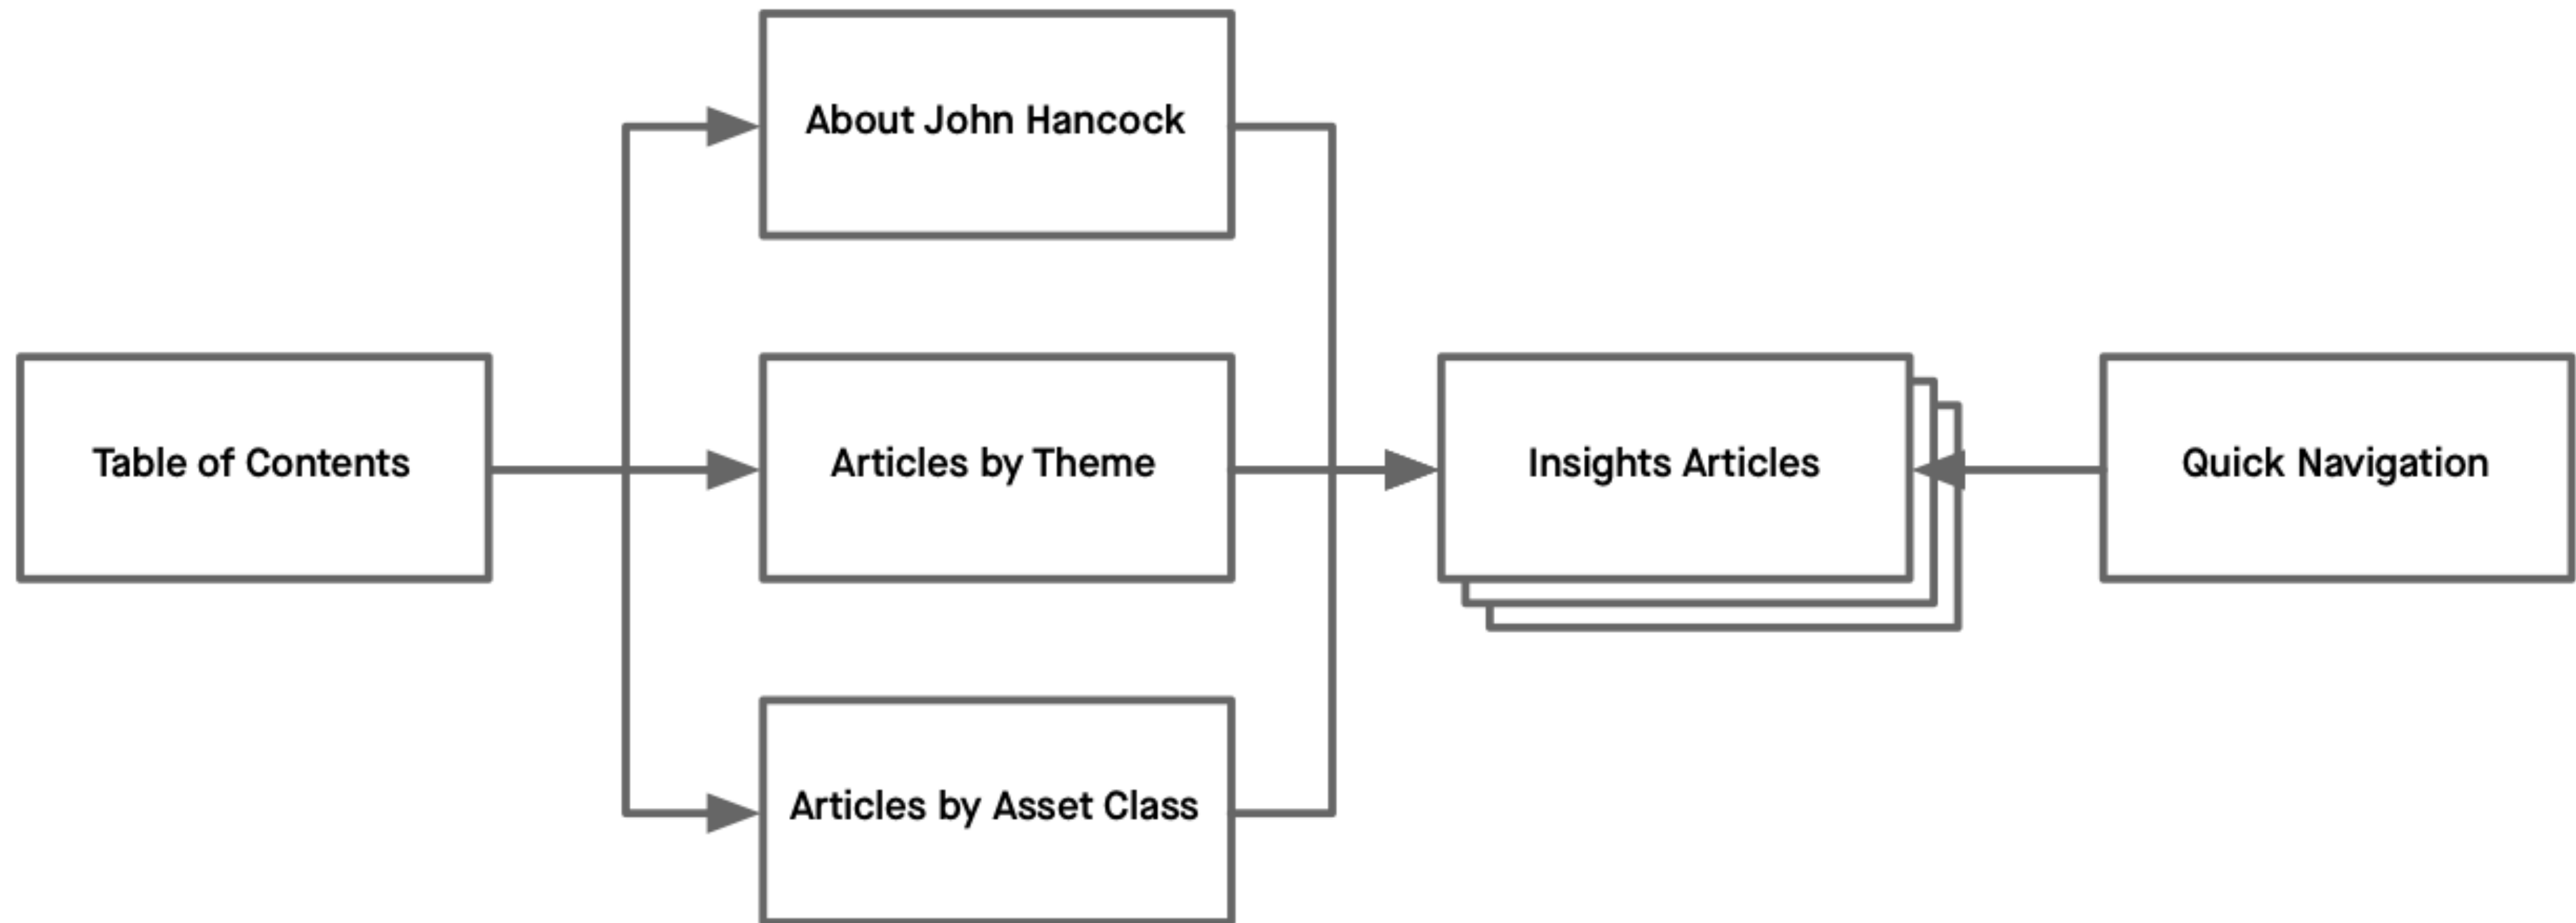 About John Hancock
Table of Contents
Articles by Theme
Insights Articles
Quick Navigation
Articles by Asset Class